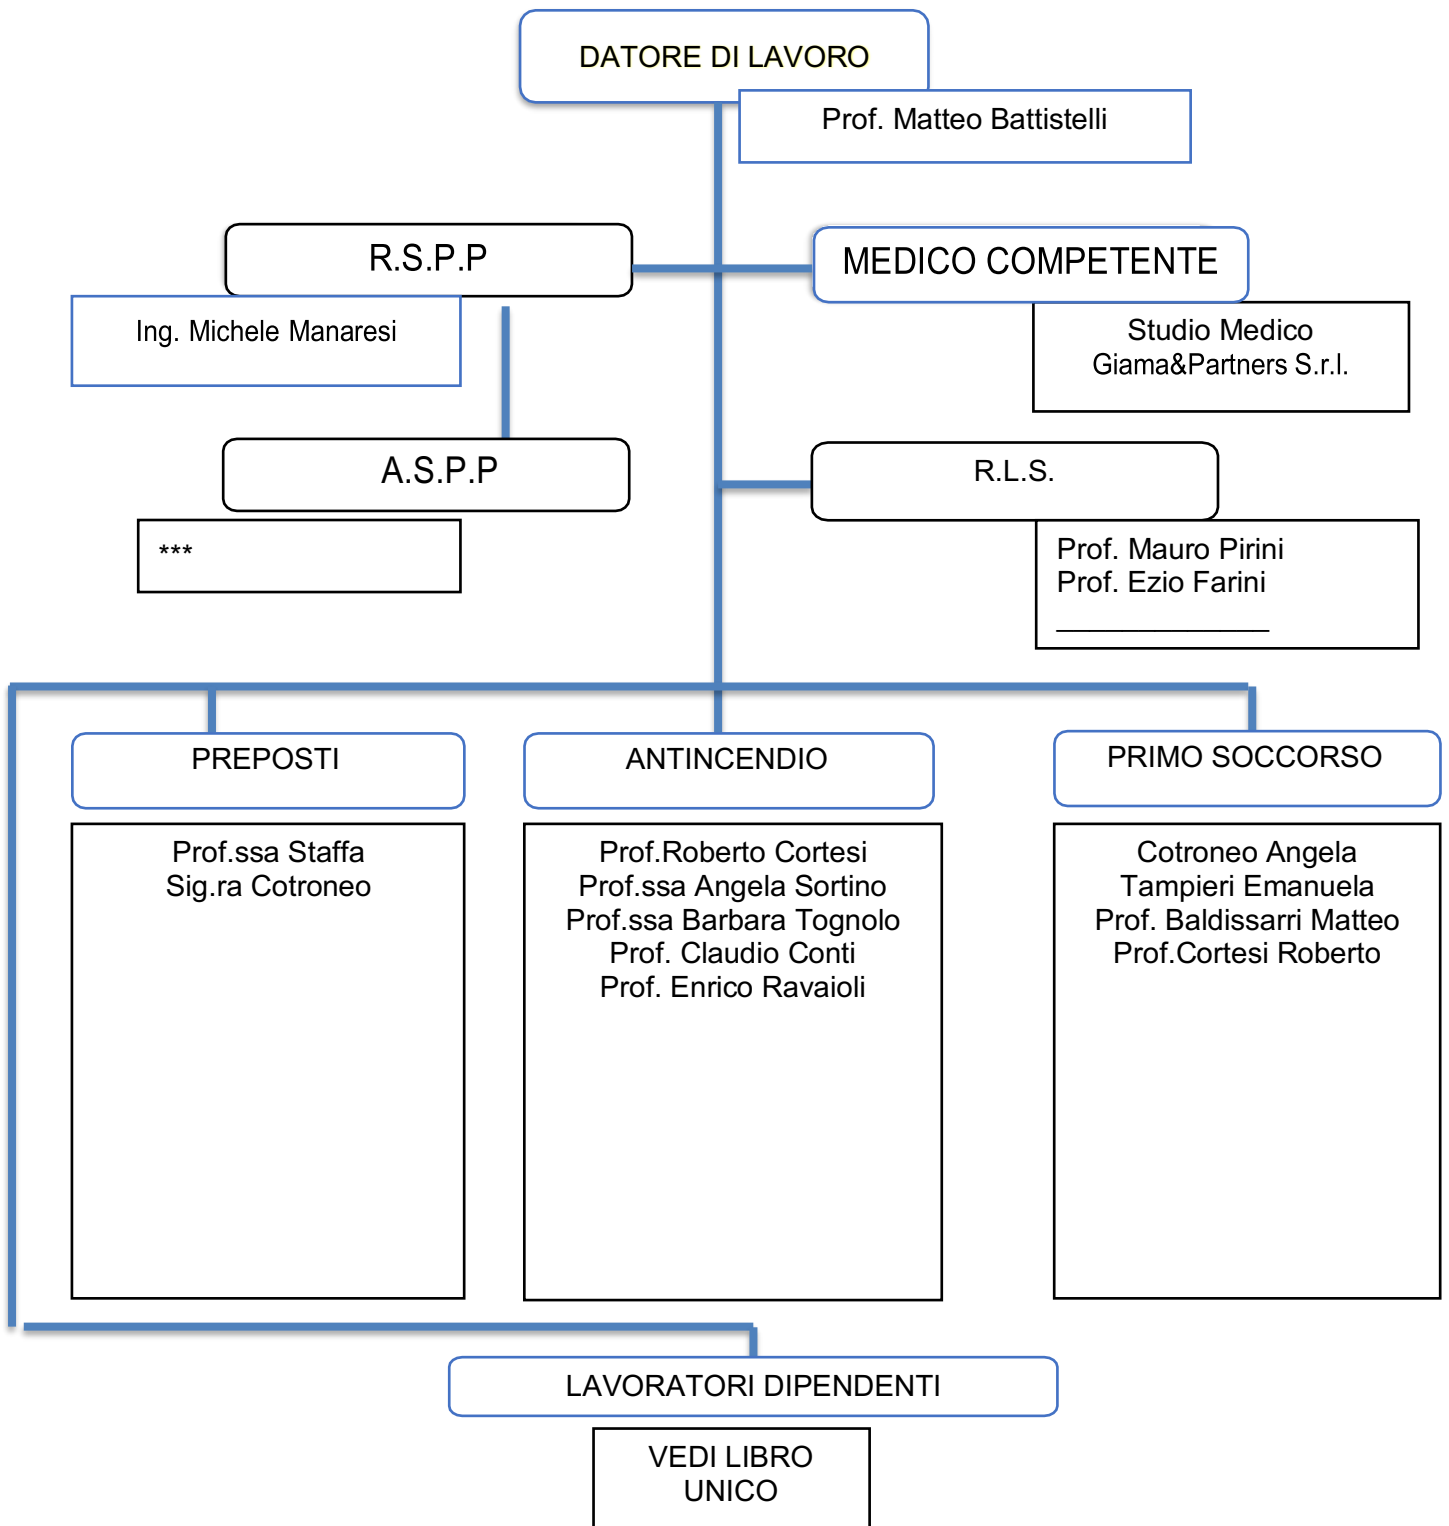 DATORE DI LAVORO
Prof. Matteo Battistelli
R.S.P.P
Ing. Michele Manaresi
MEDICO COMPETENTE
Studio Medico
Giama&Partners S.r.l.
A.S.P.P
***
R.L.S.
Prof. Mauro Pirini
Prof. Ezio Farini
______________
PREPOSTI
Prof.ssa Staffa
Sig.ra Cotroneo
ANTINCENDIO
Prof.Roberto Cortesi
Prof.ssa Angela Sortino
Prof.ssa Barbara Tognolo
Prof. Claudio Conti
Prof. Enrico Ravaioli
PRIMO SOCCORSO
Cotroneo Angela
Tampieri Emanuela
Prof. Baldissarri Matteo
Prof.Cortesi Roberto
LAVORATORI DIPENDENTI
VEDI LIBRO
UNICO